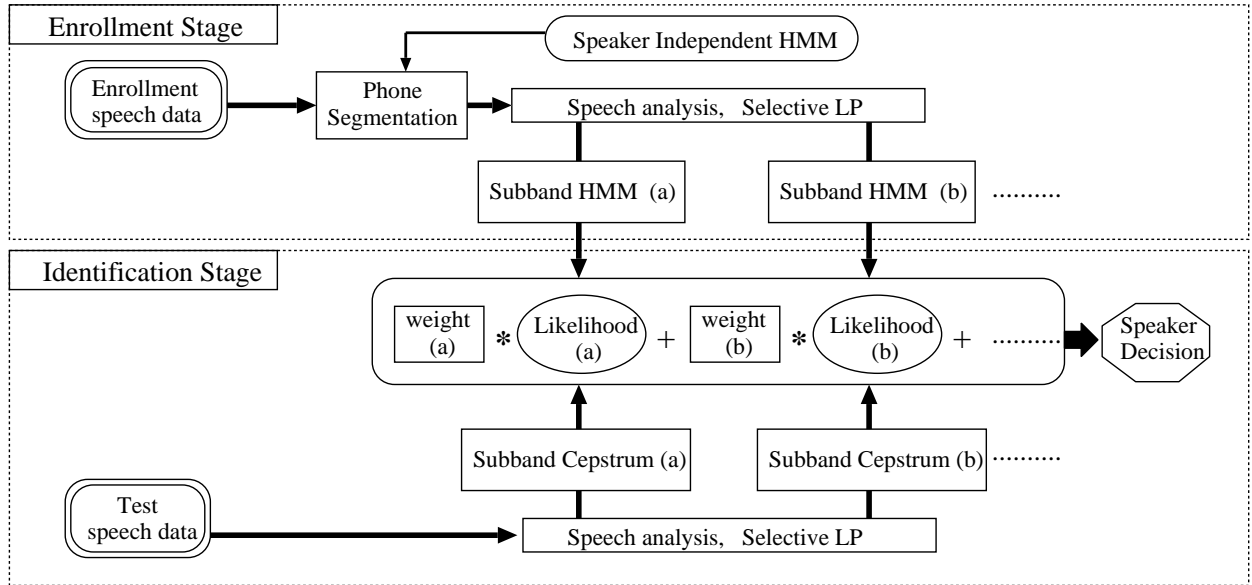 Enrollment Stage
Speaker Independent HMM
Enrollment
speech data
Phone
Segmentation
Speech analysis, Selective LP
Subband HMM (a)
Subband HMM (b)
..........
Identification Stage
weight
(a)
*
Likelihood
(a)
+
weight
(b)
*
Likelihood
(b)
+
..........
Speaker
Decision
Subband Cepstrum (a)
Subband Cepstrum (b)
..........
Test
speech data
Speech analysis, Selective LP